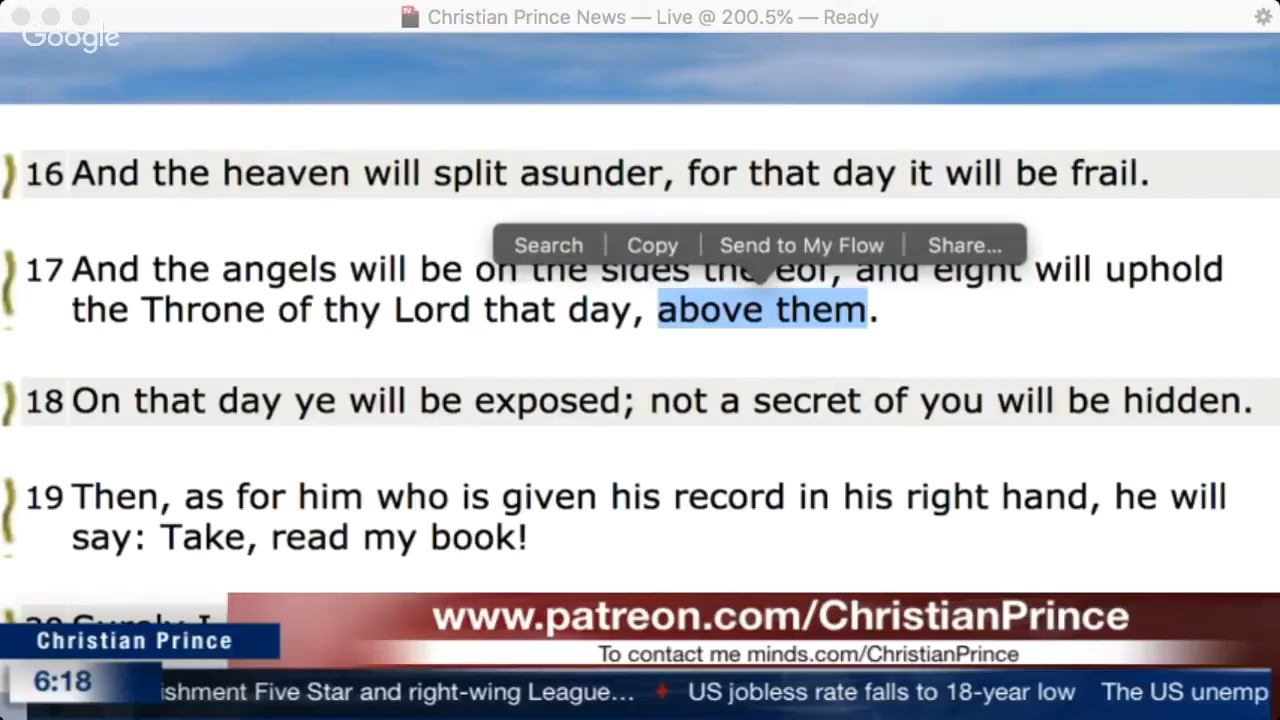 Christian Prince News — Live @ 200.5% — Ready
Google
16 And the heaven will split asunder, for that day it will be frail.
Search Copy Send to My Flow Share...
17 And the angels will be on the sides thereof, and eight will uphold
the Throne of thy Lord that day, above them.
18 On that day ye will be exposed; not a secret of you will be hidden.
19 Then, as for him who is given his record in his right hand, he will
say: Take, read my book!
www.patreon.com/ChristianPrince
Christian Prince
To contact me minds.com/ChristianPrince
6:18
ishment Five Star and right-wing League... US jobless rate falls to 18-year low The US unemp